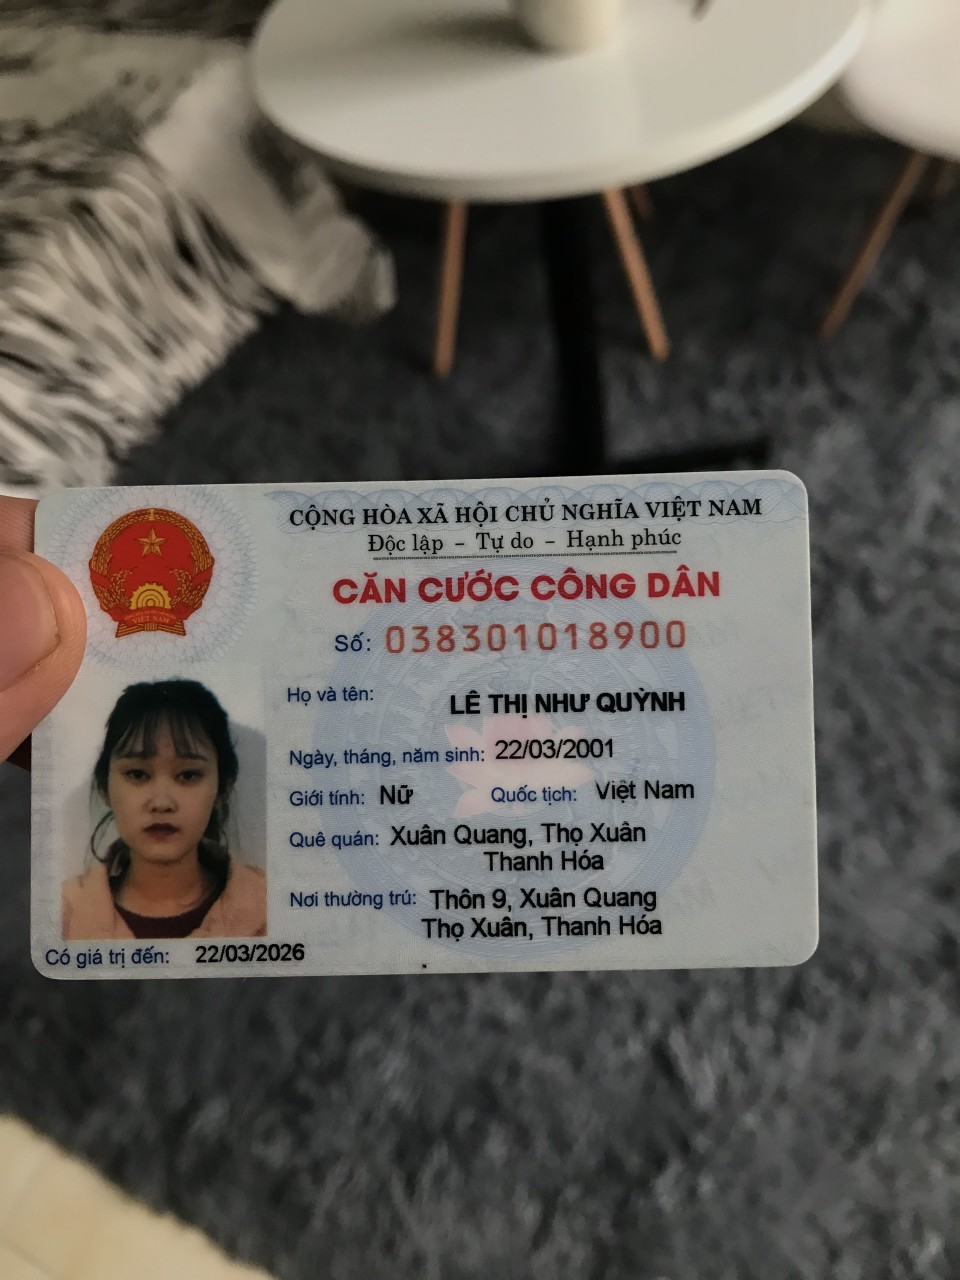 CỘNG HÒA XÃ HỘI CHỦ NGHĨA VIỆT NAM
Độc lập - Tự do - Hạnh phúc
CĂN CƯỚC CÔNG DÂN
Số: 038301018900
Họ và tên: LÊ THỊ NHƯ QUỲNH
Ngày, tháng, năm sinh: 22/03/2001
Giới tính: Nữ Quốc tịch: Việt Nam
Quê quán: Xuân Quang, Thọ Xuân
Thanh Hóa
Nơi thường trú: Thôn 9, Xuân Quang
Thọ Xuân, Thanh Hóa
Có giá trị đến: 22/03/2026
VIỆT NAM